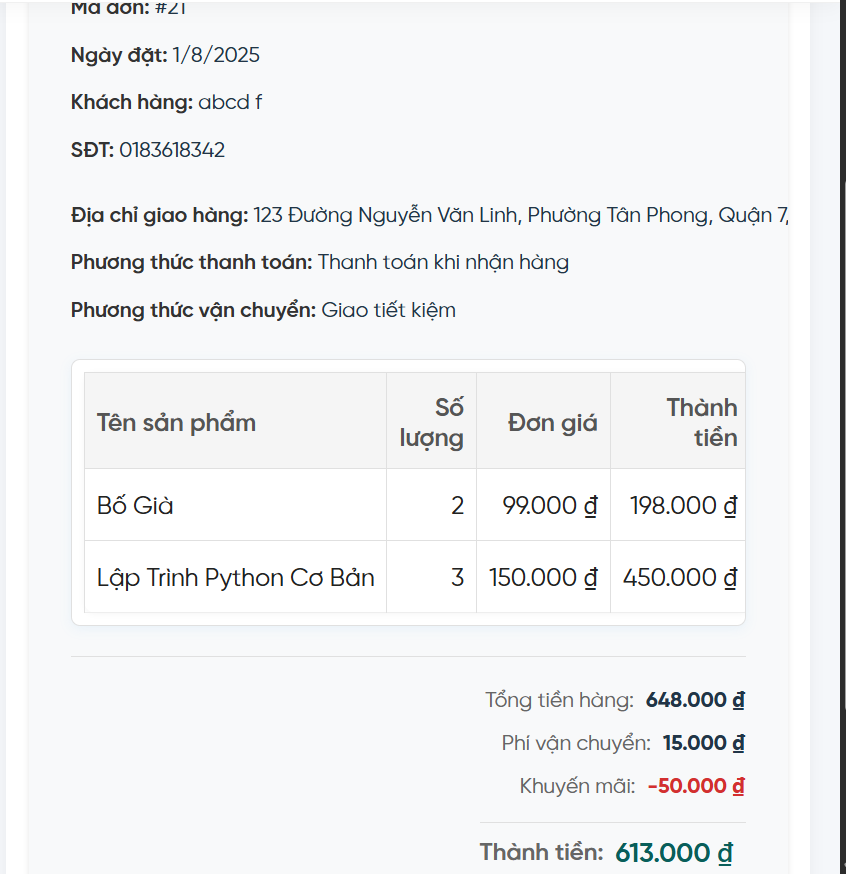 Mã đơn: #21
Ngày đặt: 1/8/2025
Khách hàng: abcd f
SĐT: 0183618342
Địa chỉ giao hàng: 123 Đường Nguyễn Văn Linh, Phường Tân Phong, Quận 7,
Phương thức thanh toán: Thanh toán khi nhận hàng
Phương thức vận chuyển: Giao tiết kiệm
Tên sản phẩm Số lượng Đơn giá Thành tiền
Bố Già 2 99.000 ₫ 198.000 ₫
Lập Trình Python Cơ Bản 3 150.000 ₫ 450.000 ₫
Tổng tiền hàng: 648.000 ₫
Phí vận chuyển: 15.000 ₫
Khuyến mãi: -50.000 ₫
Thành tiền: 613.000 ₫